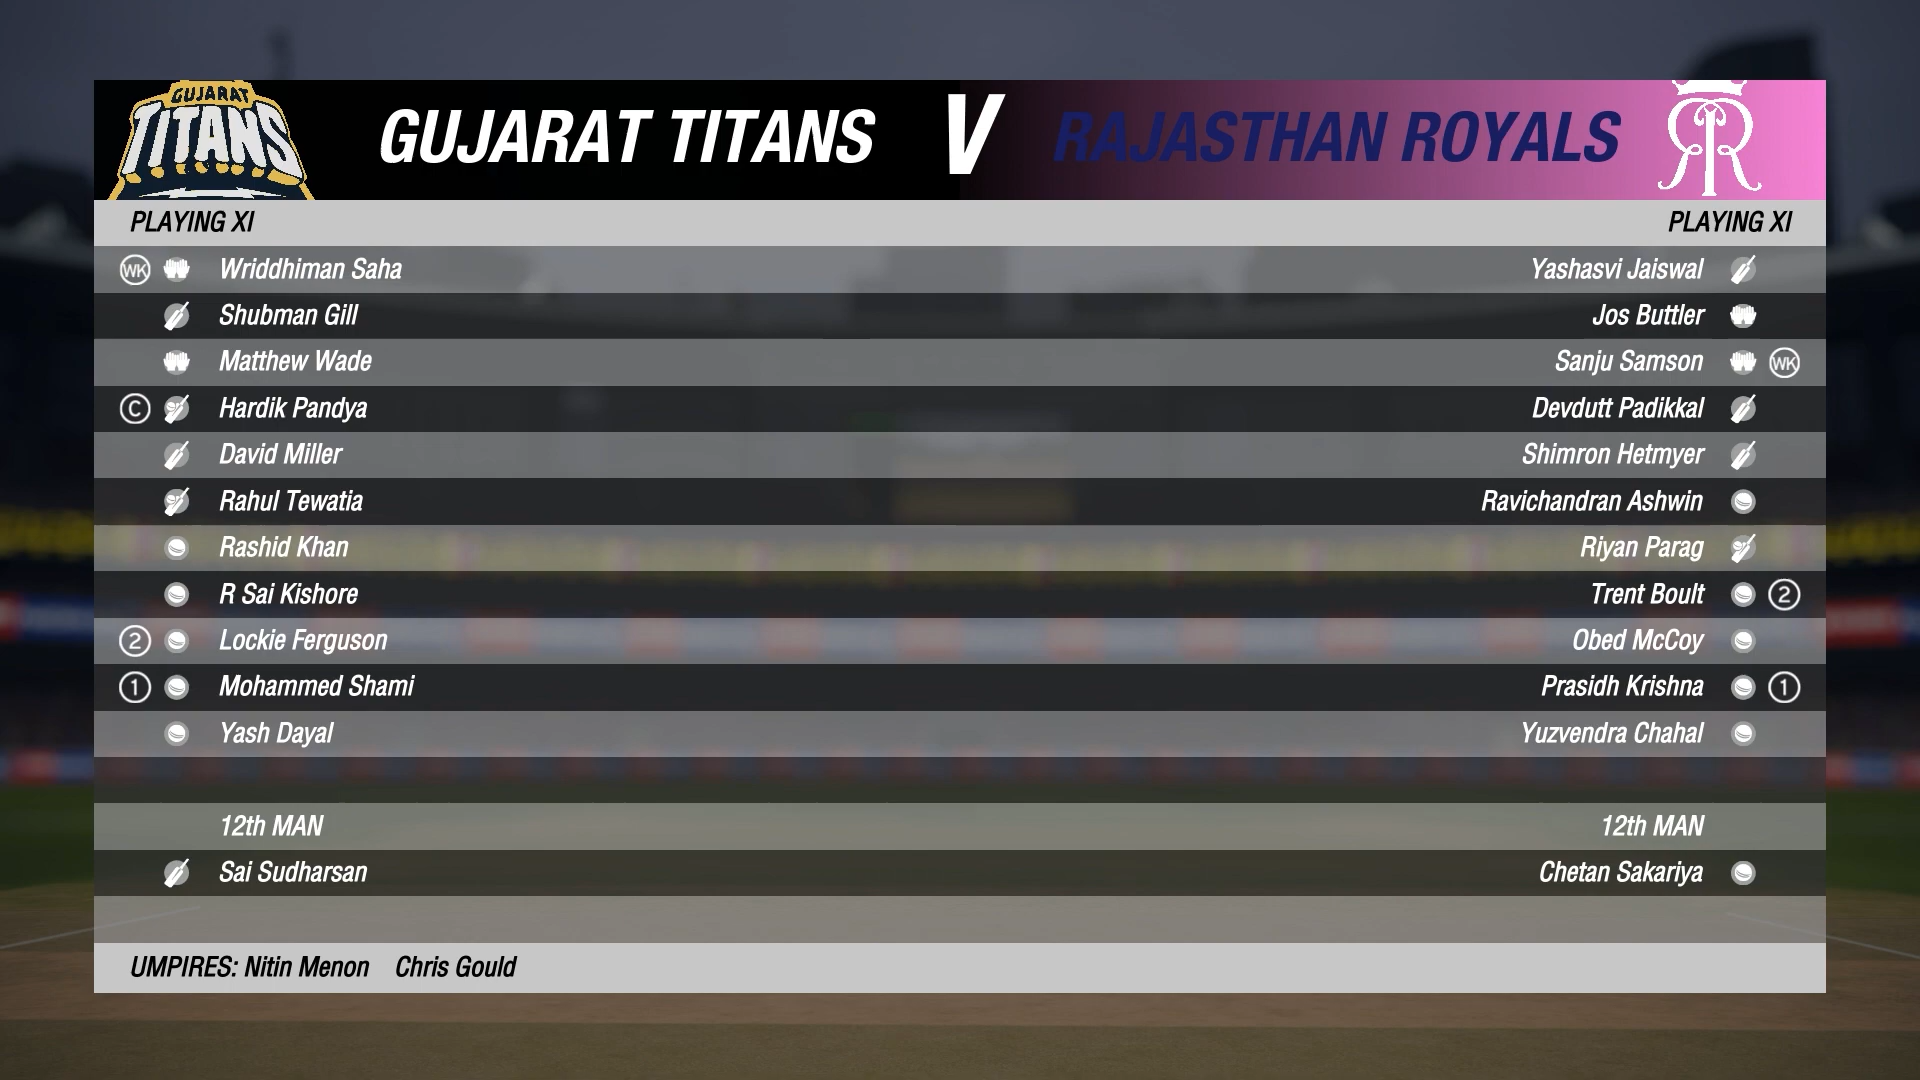 GUJARAT TITANS
GUJARAT TITANS V RAJASTHAN ROYALS
RR
PLAYING XI PLAYING XI
WK Wriddhiman Saha Yashasvi Jaiswal
Shubman Gill Jos Buttler
Matthew Wade Sanju Samson WK
C Hardik Pandya Devdutt Padikkal
David Miller Shimron Hetmyer
Rahul Tewatia Ravichandran Ashwin
Rashid Khan Riyan Parag
R Sai Kishore Trent Boult 2
2 Lockie Ferguson Obed McCoy
1 Mohammed Shami Prasidh Krishna 1
Yash Dayal Yuzvendra Chahal
12th MAN 12th MAN
Sai Sudharsan Chetan Sakariya
UMPIRES: Nitin Menon Chris Gould